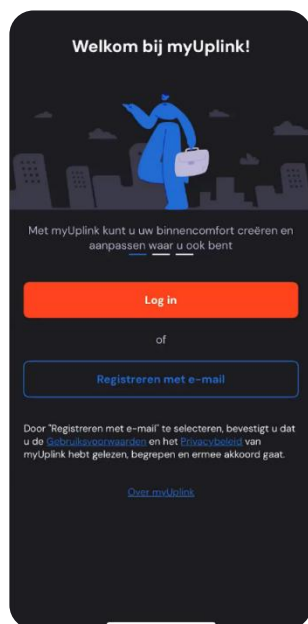 Welkom bij myUplink!
Met myUplink kunt u uw binnencomfort creëren en
aanpassen waar u ook bent
Log in
of
Registreren met e-mail
Door "Registreren met e-mail" te selecteren, bevestigt u dat
u de Gebruiksvoorwaarden en het Privacybeleid van
myUplink hebt gelezen, begrepen en ermee akkoord gaat.
Over myUplink